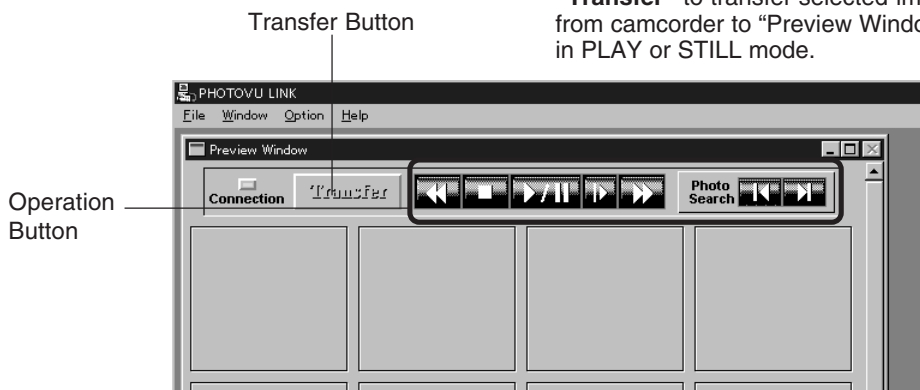 Transfer Button
"Transfer" to transfer selected im
from camcorder to “Preview Windo
in PLAY or STILL mode.
PHOTOVU LINK
File Window Option Help
Preview Window
Connection
Transfer
Photo
Search
Operation
Button